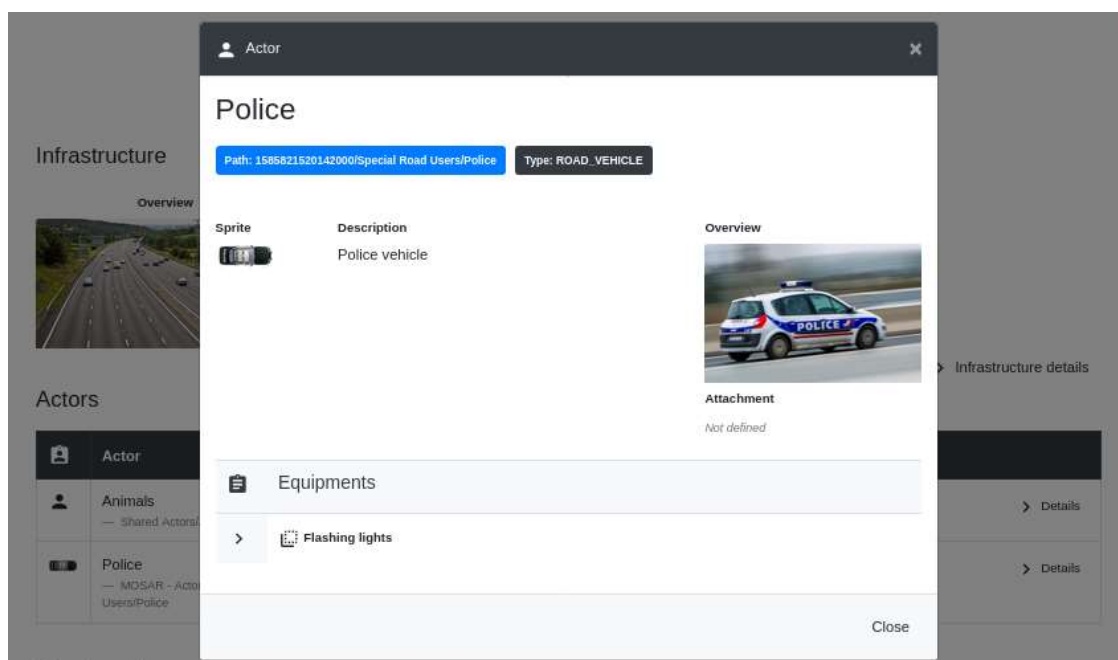 Actor
×
Police
Path: 1585821520142000/Special Road Users/Police
Type: ROAD_VEHICLE
Infrastructure
Overview
Sprite
Description
Police vehicle
Overview
POLICE
Attachment
Not defined
Infrastructure details
Actors
Actor
Equipments
Animals
— Shared Actors/
Details
Flashing lights
Police
— MOSAR - Actor
Users/Police
Details
Close